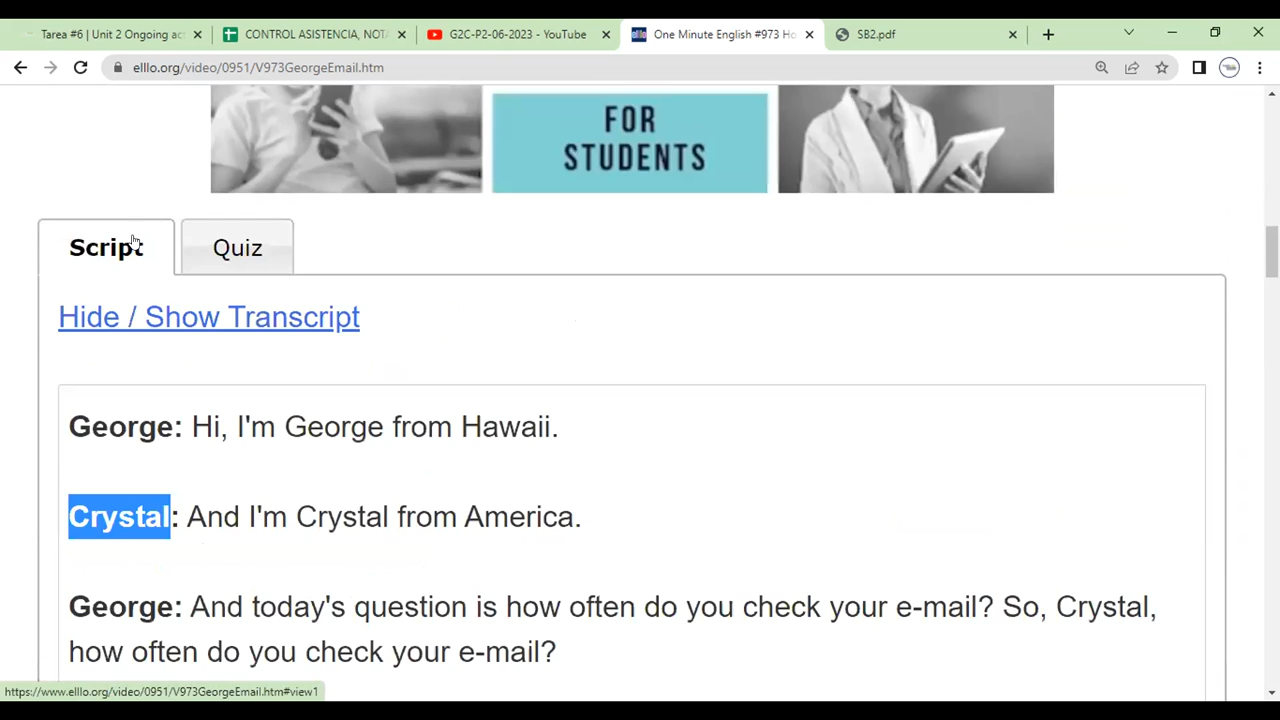 Tarea #6 | Unit 2 Ongoing ac
CONTROL ASISTENCIA, NOTA
G2C-P2-06-2023 - YouTube
One Minute English #973 Ho
SB2.pdf
elllo.org/video/0951/V973GeorgeEmail.htm
FOR
STUDENTS
Script
Quiz
Hide / Show Transcript
George: Hi, I'm George from Hawaii.
Crystal: And I'm Crystal from America.
George: And today's question is how often do you check your e-mail? So, Crystal,
how often do you check your e-mail?
https://www.elllo.org/video/0951/V973GeorgeEmail.htm#view1